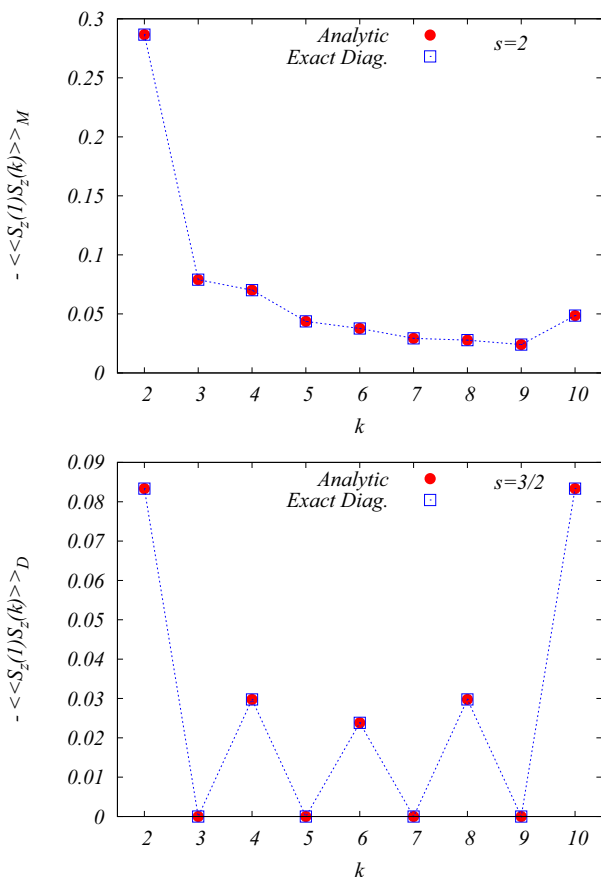 0.3
0.25
0.2
0.15
0.1
0.05
0
- <<S_z(1)S_z(k)>>_M
Analytic
Exact Diag.
s=2
2 3 4 5 6 7 8 9 10
k
0.09
0.08
0.07
0.06
0.05
0.04
0.03
0.02
0.01
0
- <<S_z(1)S_z(k)>>_D
Analytic
Exact Diag.
s=3/2
2 3 4 5 6 7 8 9 10
k